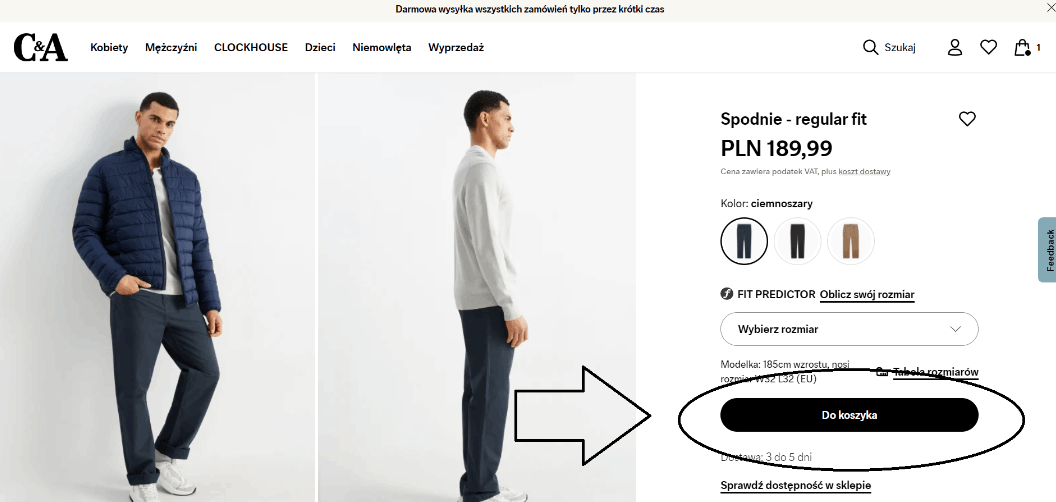 Darmowa wysyłka wszystkich zamówień tylko przez krótki czas
C&A
Kobiety Mężczyźni CLOCKHOUSE Dzieci Niemowlęta Wyprzedaż Szukaj 1
Spodnie - regular fit
PLN 189,99
Cena zawiera podatek VAT, plus koszt dostawy
Kolor: ciemnoszary
Feedback
FIT PREDICTOR Oblicz swój rozmiar
Wybierz rozmiar
Modelka: 185cm wzrostu, nosi
rozmiar W32 L32 (EU)
Tabela rozmiarów
Do koszyka
Dostawa: 3 do 5 dni
Sprawdź dostępność w sklepie